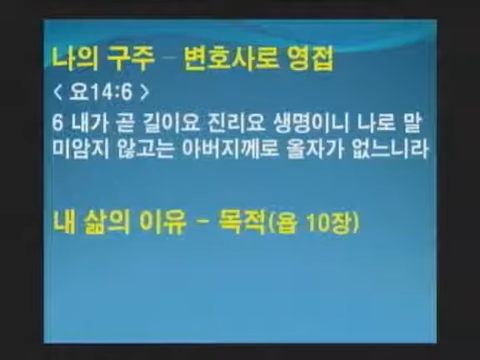 나의 구주 - 변호사로 영접
< 요14:6 >
6 내가 곧 길이요 진리요 생명이니 나로 말
미암지 않고는 아버지께로 올자가 없느니라
내 삶의 이유 - 목적(욥 10장)